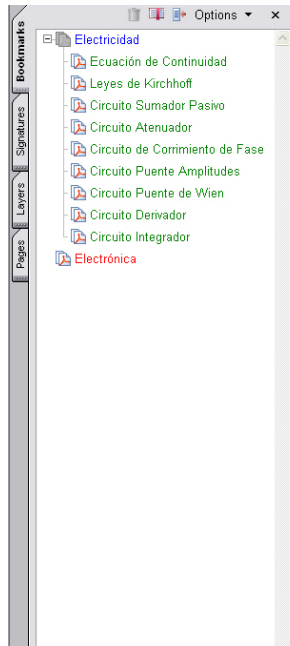 Options
Bookmarks
Signatures
Layers
Pages
Electricidad
Ecuación de Continuidad
Leyes de Kirchhoff
Circuito Sumador Pasivo
Circuito Atenuador
Circuito de Corrimiento de Fase
Circuito Puente Amplitudes
Circuito Puente de Wien
Circuito Derivador
Circuito Integrador
Electrónica